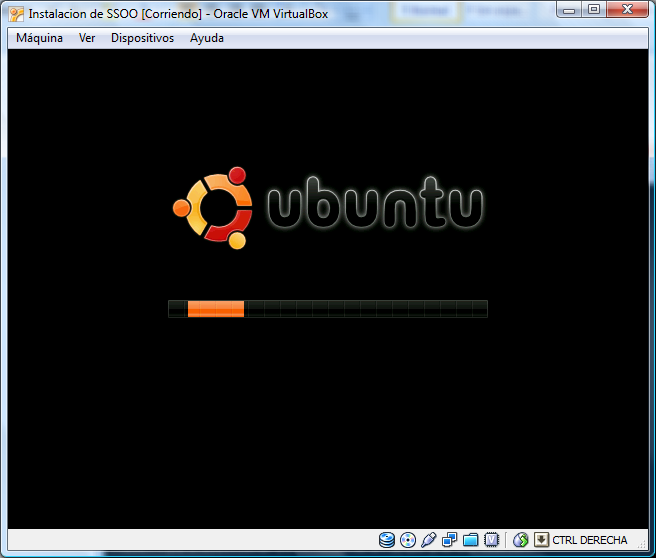 Instalacion de SSOO [Corriendo] - Oracle VM VirtualBox
Máquina Ver Dispositivos Ayuda
ubuntu
CTRL DERECHA